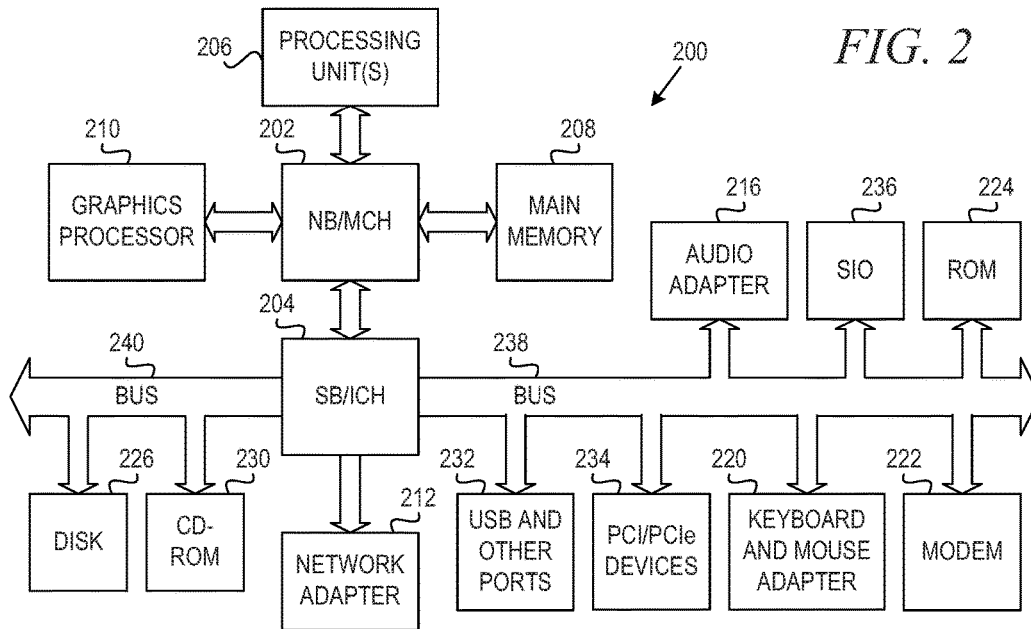 FIG. 2
200
206
PROCESSING
UNIT(S)
210
GRAPHICS
PROCESSOR
202
NB/MCH
208
MAIN
MEMORY
216
AUDIO
ADAPTER
236
SIO
224
ROM
204
SB/ICH
240
BUS
238
BUS
226
DISK
230
CD-
ROM
212
NETWORK
ADAPTER
232
USB AND
OTHER
PORTS
234
PCI/PCIe
DEVICES
220
KEYBOARD
AND MOUSE
ADAPTER
222
MODEM